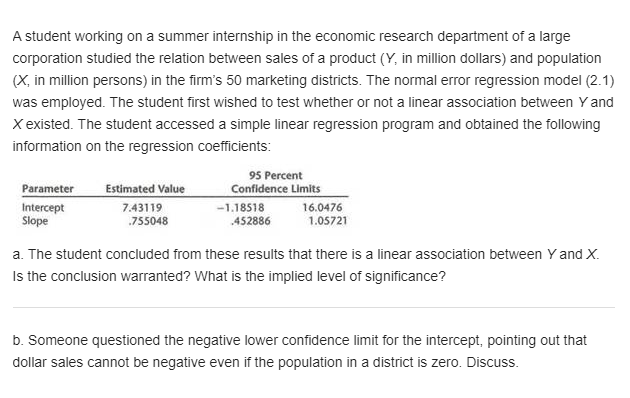 A student working on a summer internship in the economic research department of a large
corporation studied the relation between sales of a product (Y, in million dollars) and population
(X, in million persons) in the firm's 50 marketing districts. The normal error regression model (2.1)
was employed. The student first wished to test whether or not a linear association between Y and
X existed. The student accessed a simple linear regression program and obtained the following
information on the regression coefficients:
95 Percent
Parameter Estimated Value Confidence Limits
Intercept 7.43119 -1.18518 16.0476
Slope .755048 .452886 1.05721
a. The student concluded from these results that there is a linear association between Y and X.
Is the conclusion warranted? What is the implied level of significance?
b. Someone questioned the negative lower confidence limit for the intercept, pointing out that
dollar sales cannot be negative even if the population in a district is zero. Discuss.